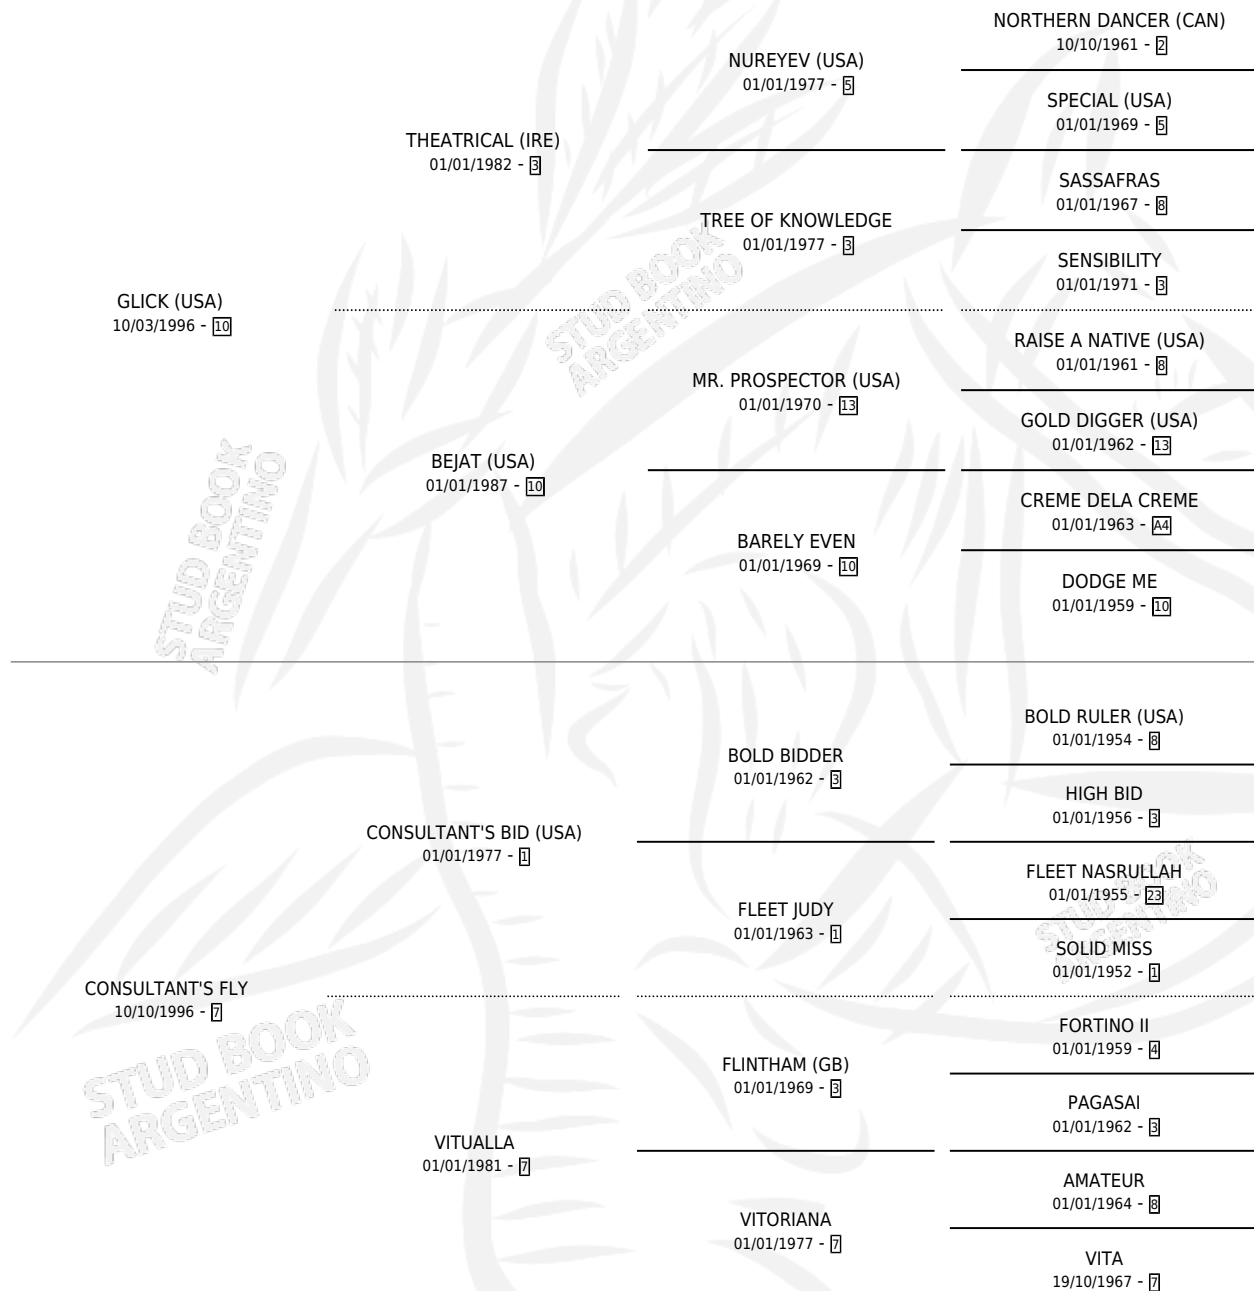 NORTHERN DANCER (CAN)
10/10/1961 - 2
NUREYEV (USA)
01/01/1977 - 5
SPECIAL (USA)
01/01/1969 - 5
THEATRICAL (IRE)
01/01/1982 - 3
SASSAFRAS
01/01/1967 - 8
TREE OF KNOWLEDGE
01/01/1977 - 3
SENSIBILITY
01/01/1971 - 3
GLICK (USA)
10/03/1996 - 10
STUD BOOK
ARGENTINO
RAISE A NATIVE (USA)
01/01/1961 - 8
MR. PROSPECTOR (USA)
01/01/1970 - 13
GOLD DIGGER (USA)
01/01/1962 - 13
BEJAT (USA)
01/01/1987 - 10
CREME DELA CREME
01/01/1963 - A4
BARELY EVEN
01/01/1969 - 10
DODGE ME
01/01/1959 - 10
STUD BOOK
ARGENTINO
BOLD RULER (USA)
01/01/1954 - 8
BOLD BIDDER
01/01/1962 - 3
HIGH BID
01/01/1956 - 3
CONSULTANT'S BID (USA)
01/01/1977 - 1
FLEET NASRULLAH
01/01/1955 - 23
FLEET JUDY
01/01/1963 - 1
STUD BOOK
ARGENTINO
SOLID MISS
01/01/1952 - 1
CONSULTANT'S FLY
10/10/1996 - 7
STUD BOOK
ARGENTINO
FORTINO II
01/01/1959 - 4
FLINTHAM (GB)
01/01/1969 - 3
PAGASAI
01/01/1962 - 3
VITUALLA
01/01/1981 - 7
AMATEUR
01/01/1964 - 8
VITORIANA
01/01/1977 - 7
VITA
19/10/1967 - 7